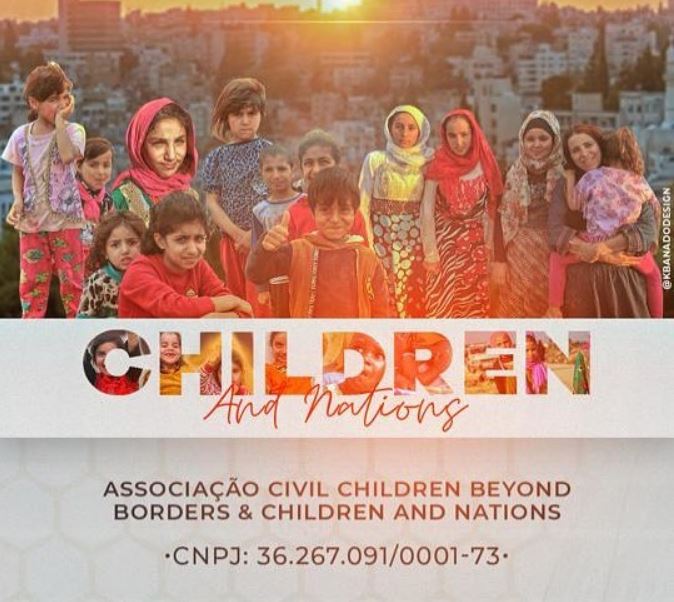 @KBANADODESIGN
CHILDREN
And Nations
ASSOCIAÇÃO CIVIL CHILDREN BEYOND
BORDERS & CHILDREN AND NATIONS
•CNPJ: 36.267.091/0001-73•